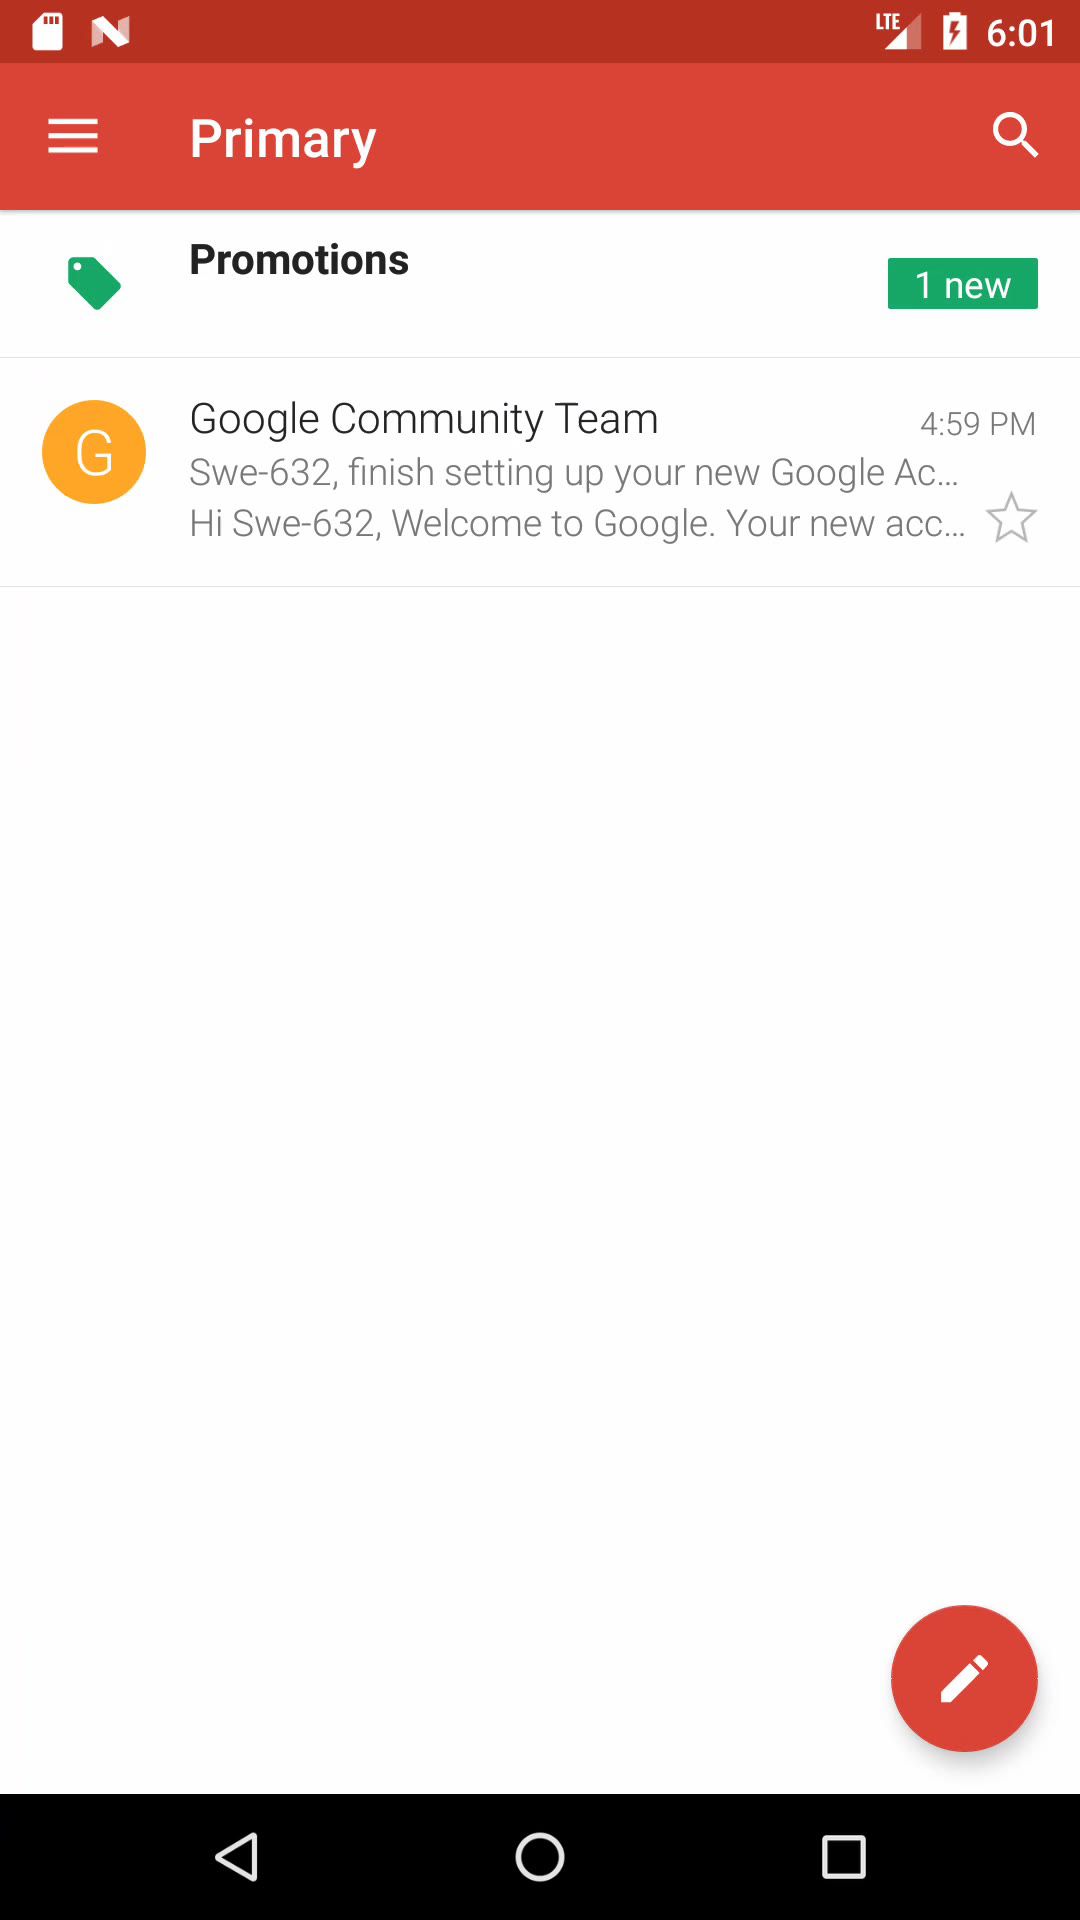 LTE 6:01
Primary
Promotions
1 new
Google Community Team
4:59 PM
Swe-632, finish setting up your new Google Ac...
Hi Swe-632, Welcome to Google. Your new acc...
G